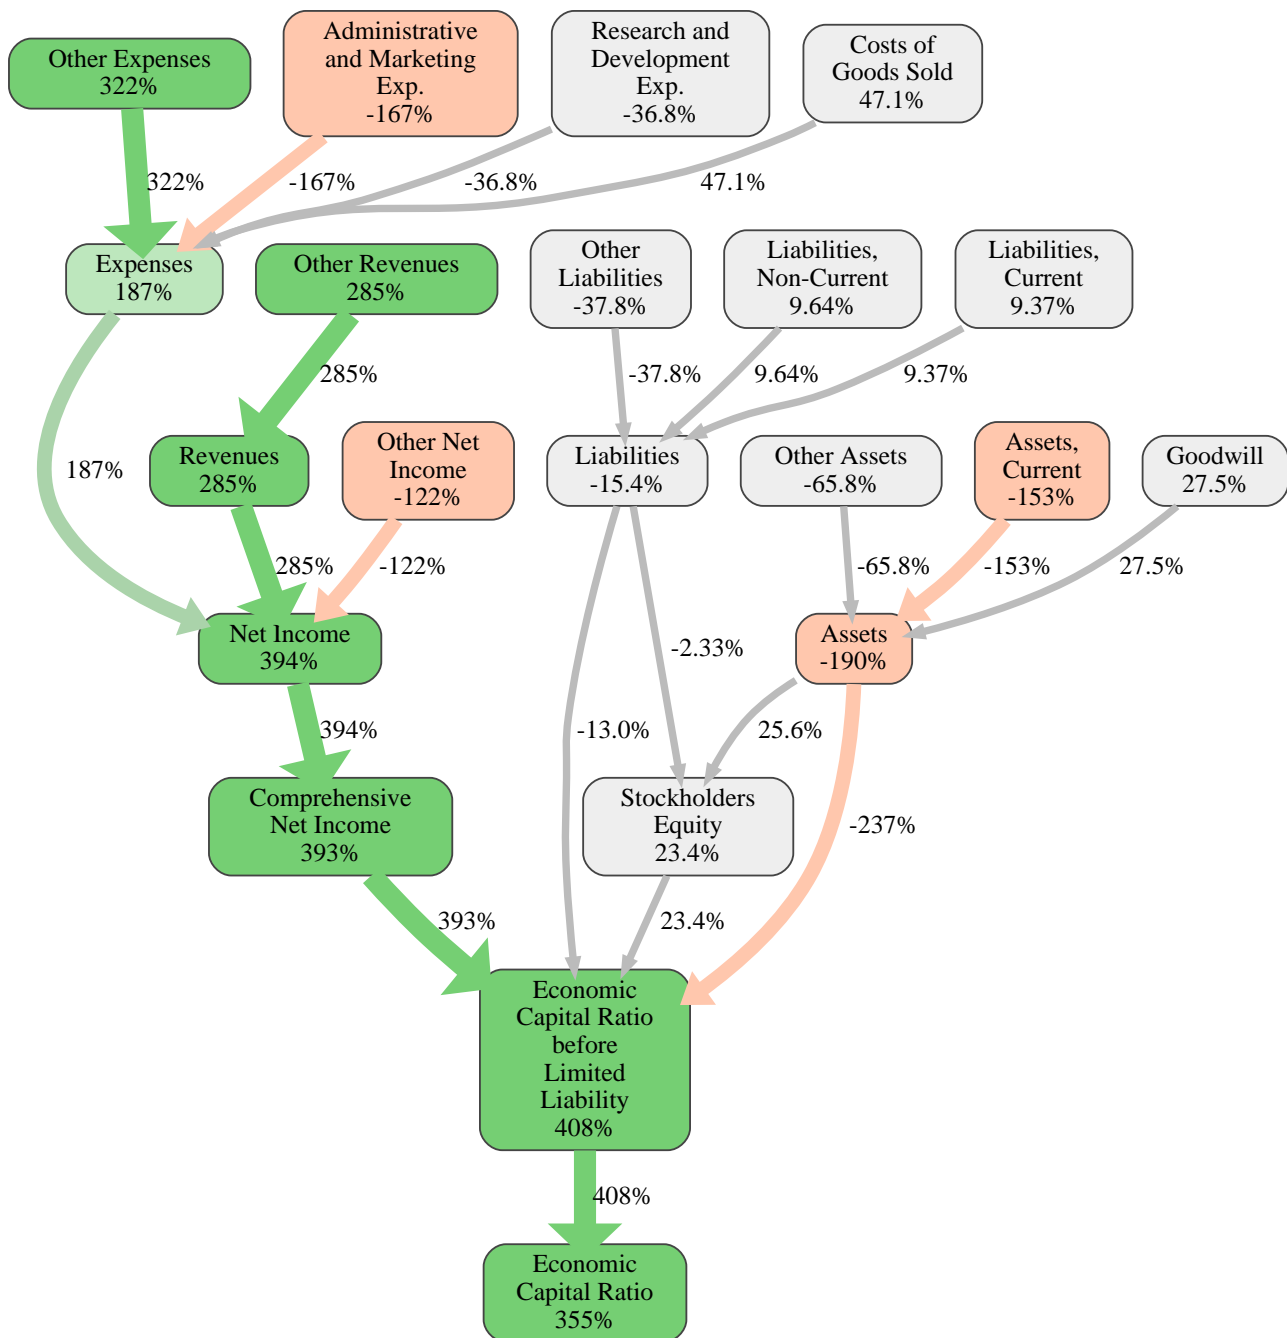 Other Expenses
322%
Administrative
and Marketing
Exp.
-167%
Research and
Development
Exp.
-36.8%
Costs of
Goods Sold
47.1%
322%
-167%
-36.8%
47.1%
Expenses
187%
Other Revenues
285%
Other
Liabilities
-37.8%
Liabilities,
Non-Current
9.64%
Liabilities,
Current
9.37%
285%
-37.8%
9.64%
9.37%
187%
Revenues
285%
Other Net
Income
-122%
Liabilities
-15.4%
Other Assets
-65.8%
Assets,
Current
-153%
Goodwill
27.5%
285%
-122%
-65.8%
-153%
27.5%
Net Income
394%
-2.33%
Assets
-190%
394%
-13.0%
25.6%
Comprehensive
Net Income
393%
Stockholders
Equity
23.4%
-237%
393%
23.4%
Economic
Capital Ratio
before
Limited
Liability
408%
408%
Economic
Capital Ratio
355%